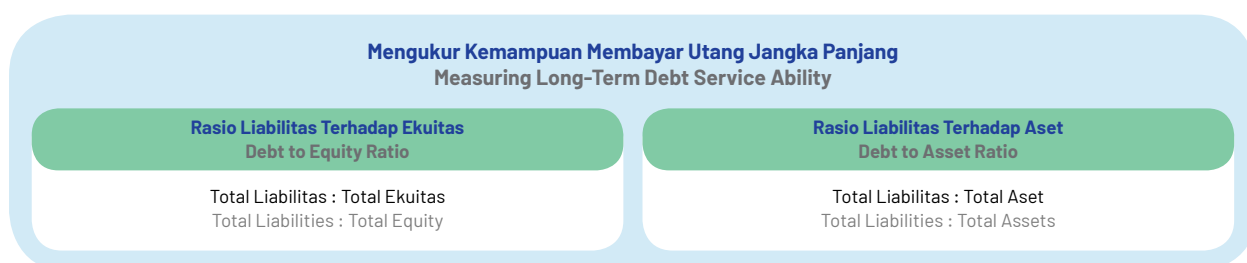 Mengukur Kemampuan Membayar Utang Jangka Panjang
Measuring Long-Term Debt Service Ability
Rasio Liabilitas Terhadap Ekuitas
Debt to Equity Ratio
Total Liabilitas : Total Ekuitas
Total Liabilities : Total Equity
Rasio Liabilitas Terhadap Aset
Debt to Asset Ratio
Total Liabilitas : Total Aset
Total Liabilities : Total Assets